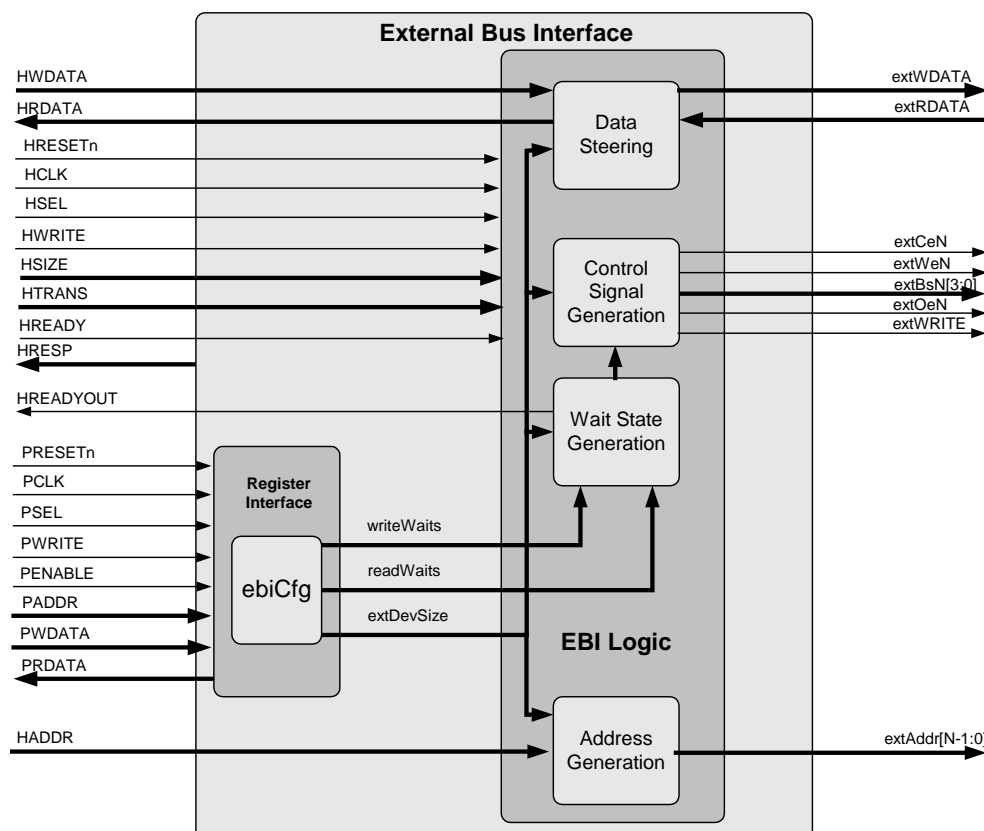 External Bus Interface
HWDATA
HRDATA
HRESETn
HCLK
HSEL
HWRITE
HSIZE
HTRANS
HREADY
HRESP
HREADYOUT
PRESETn
PCLK
PSEL
PWRITE
PENABLE
PADDR
PWDATA
PRDATA
HADDR
Register
Interface
ebiCfg
writeWaits
readWaits
extDevSize
Data
Steering
Control
Signal
Generation
Wait State
Generation
EBI Logic
Address
Generation
extWDATA
extRDATA
extCeN
extWeN
extBsN[3:0]
extOeN
extWRITE
extAddr[N-1:0]